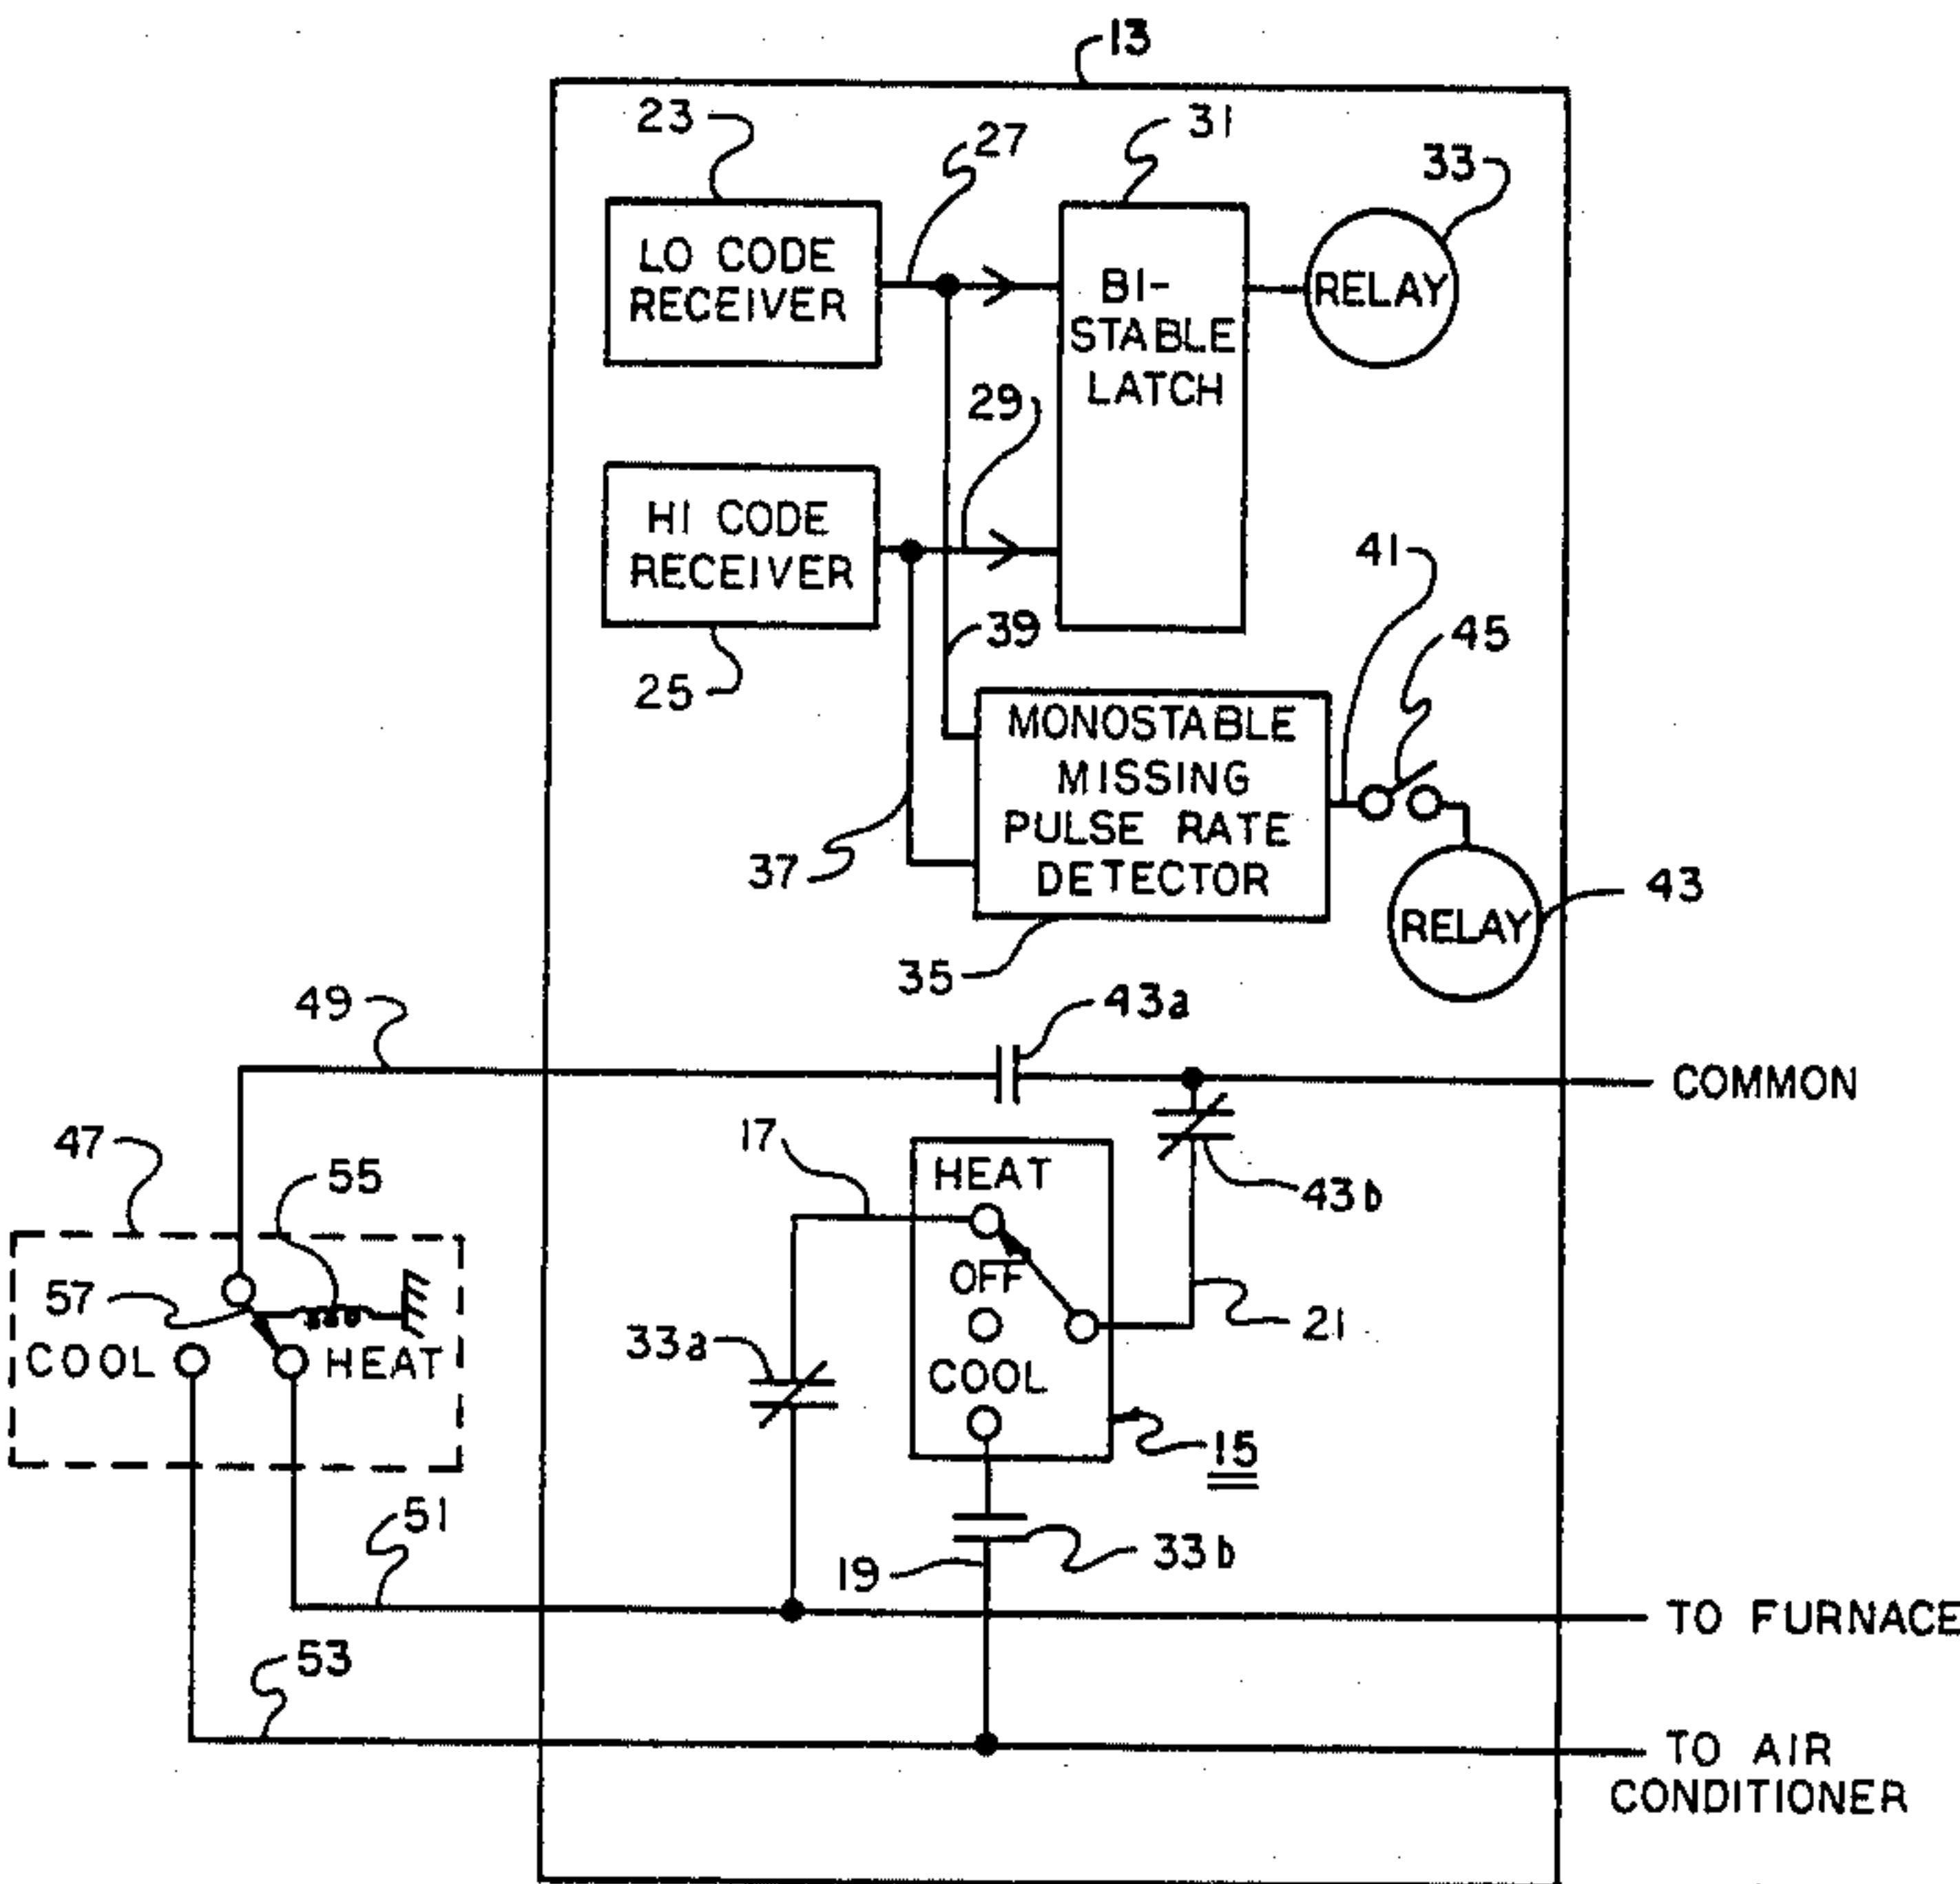 13
23
27
31
33
LO CODE
RECEIVER
BI-
STABLE
LATCH
RELAY
29
HI CODE
RECEIVER
41
39
45
25
MONOSTABLE
MISSING
PULSE RATE
DETECTOR
37
43
RELAY
35
49
43a
COMMON
47
55
17
HEAT
43b
57
OFF
21
COOL
HEAT
33a
COOL
15
51
19
33b
TO FURNACE
53
TO AIR
CONDITIONER